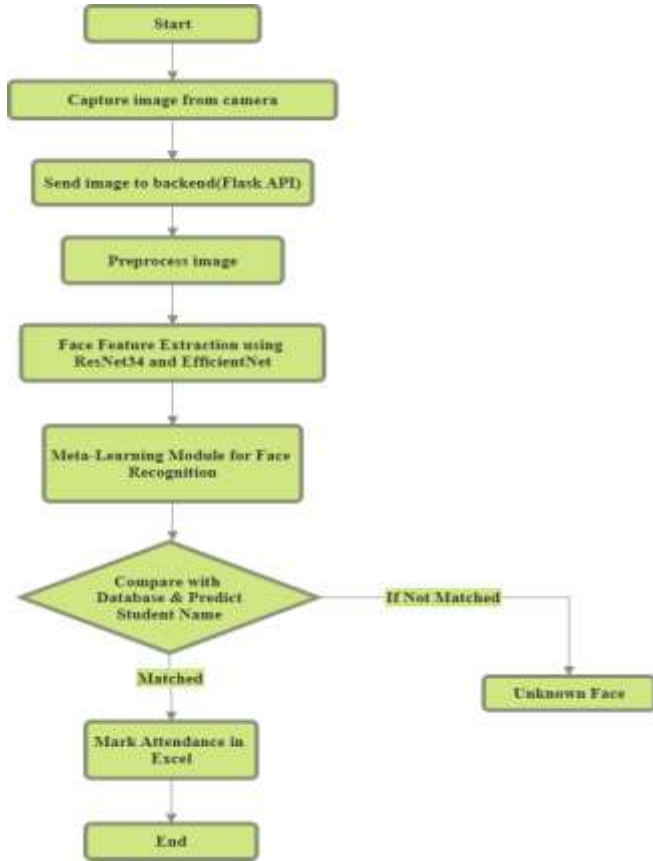 Start
Capture image from camera
Send image to backend(Flask API)
Preprocess image
Face Feature Extraction using
ResNet34 and EfficientNet
Meta-Learning Module for Face
Recognition
Compare with
Database & Predict
Student Name
If Not Matched
Matched
Unknown Face
Mark Attendance in
Excel
End